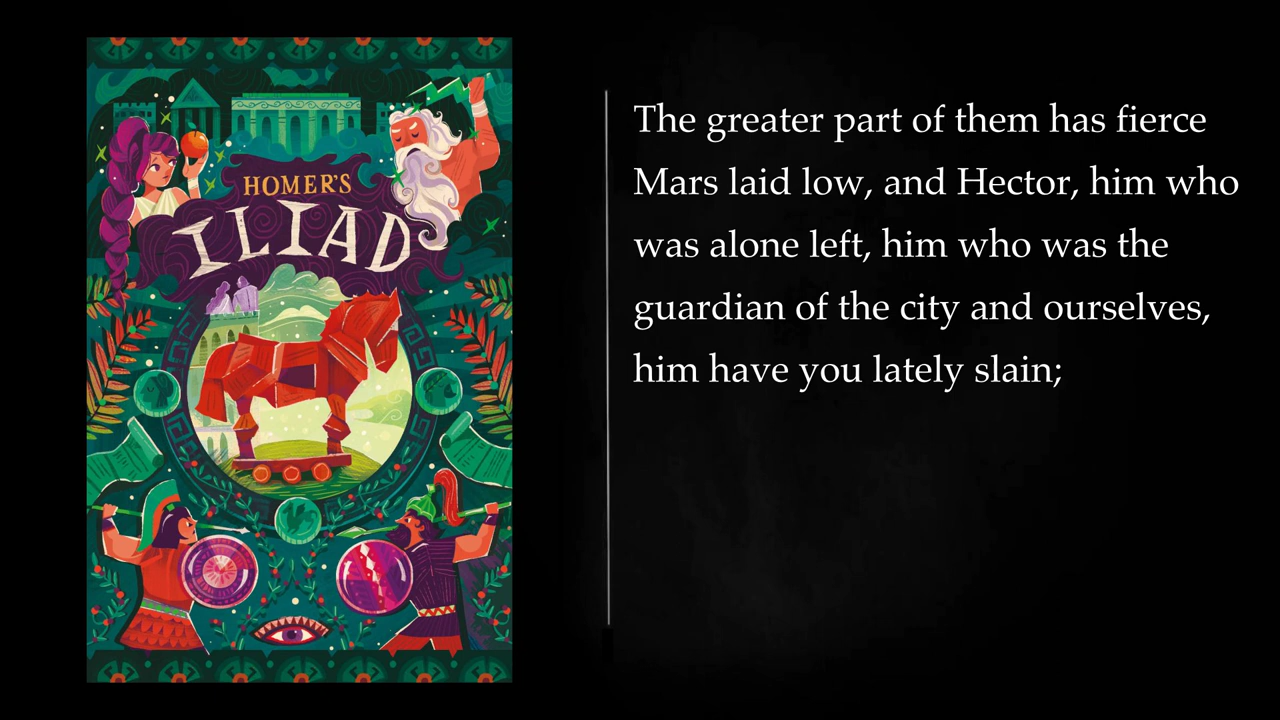 HOMER'S
ILIAD
The greater part of them has fierce
Mars laid low, and Hector, him who
was alone left, him who was the
guardian of the city and ourselves,
him have you lately slain;